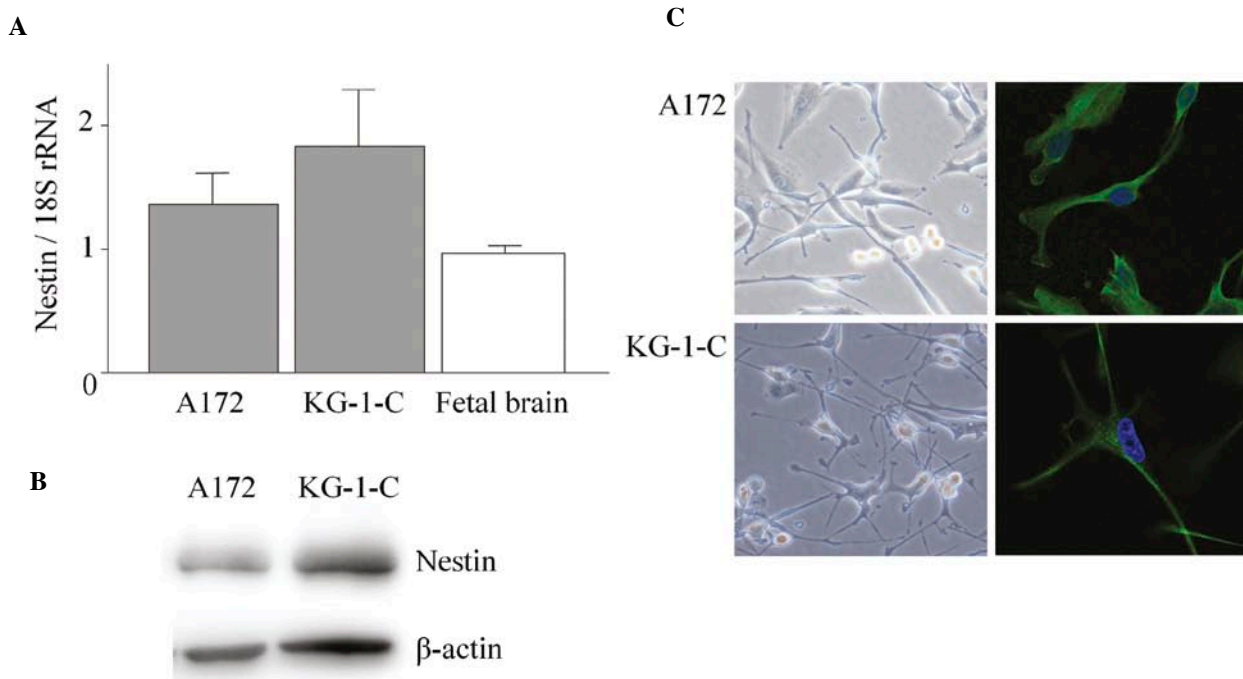 A
Nestin / 18S rRNA
2
1
0
A172
KG-1-C
Fetal brain
B
A172
KG-1-C
Nestin
β-actin
C
A172
KG-1-C